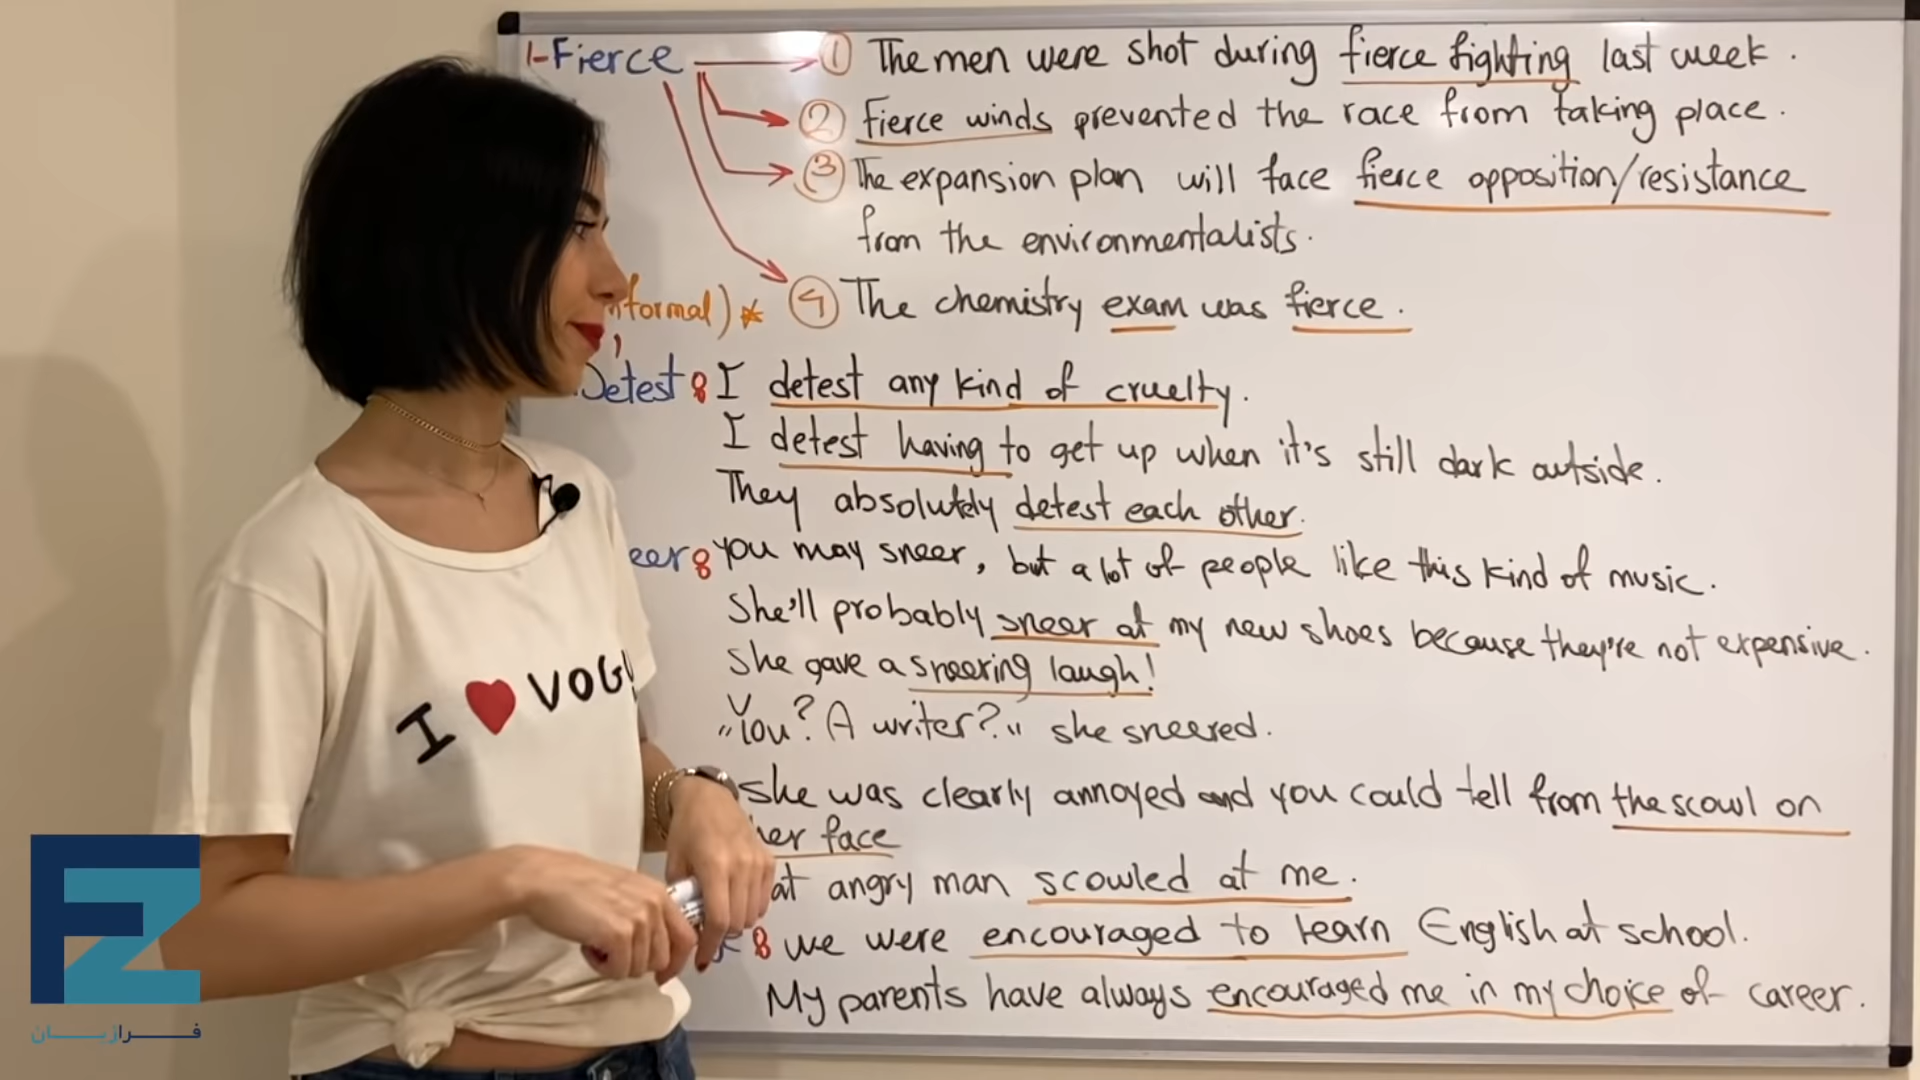 1-Fierce → ① The men were shot during fierce fighting last week.
② Fierce winds prevented the race from taking place.
③ The expansion plan will face fierce opposition/resistance
from the environmentalists.
formal) * ④ The chemistry exam was fierce.
Detest: I detest any kind of cruelty.
I detest having to get up when it's still dark outside.
They absolutely detest each other.
eer: you may sneer, but a lot of people like this kind of music.
She'll probably sneer at my new shoes because they're not expensive.
She gave a sneering laugh!
"You? A writer?" she sneered.
she was clearly annoyed and you could tell from the scowl on
her face
at angry man scowled at me.
we were encouraged to learn English at school.
My parents have always encouraged me in my choice of career.
I ❤ VOGU
FZ
فرازبان